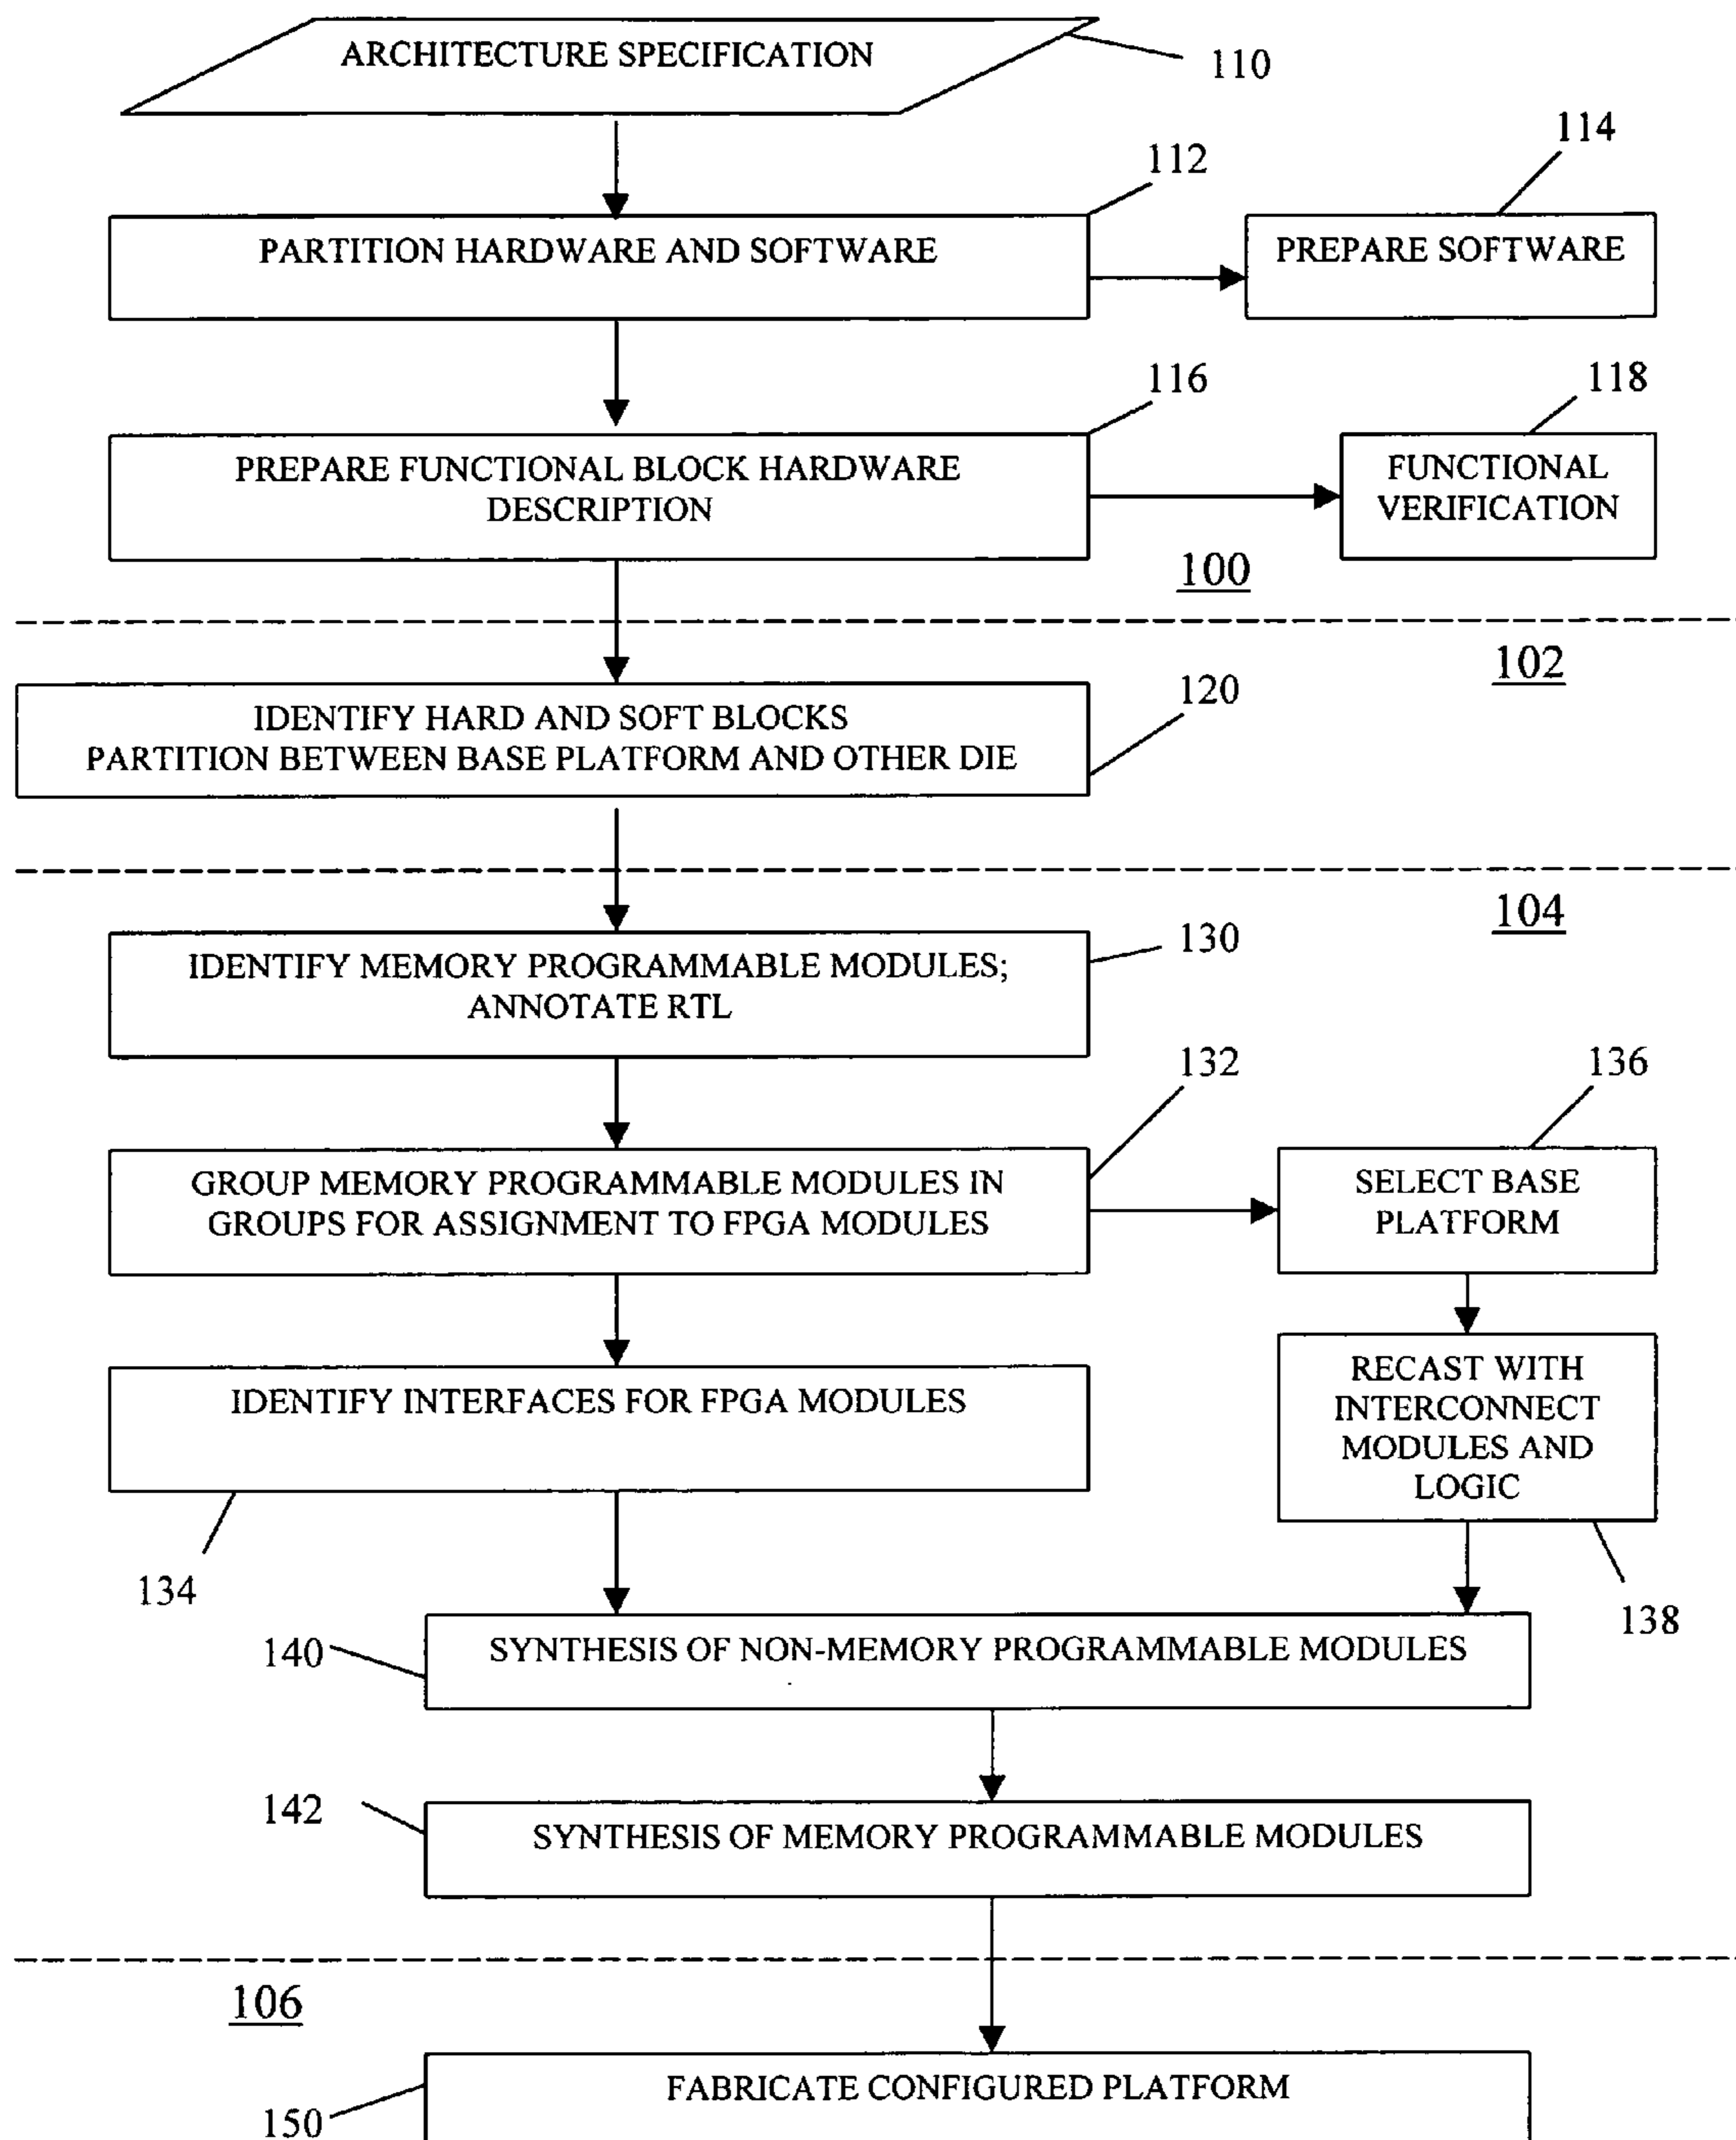 ARCHITECTURE SPECIFICATION
110
114
112
PARTITION HARDWARE AND SOFTWARE
PREPARE SOFTWARE
116
118
PREPARE FUNCTIONAL BLOCK HARDWARE
DESCRIPTION
FUNCTIONAL
VERIFICATION
100
102
120
IDENTIFY HARD AND SOFT BLOCKS
PARTITION BETWEEN BASE PLATFORM AND OTHER DIE
104
130
IDENTIFY MEMORY PROGRAMMABLE MODULES;
ANNOTATE RTL
132
136
GROUP MEMORY PROGRAMMABLE MODULES IN
GROUPS FOR ASSIGNMENT TO FPGA MODULES
SELECT BASE
PLATFORM
IDENTIFY INTERFACES FOR FPGA MODULES
RECAST WITH
INTERCONNECT
MODULES AND
LOGIC
134
138
140
SYNTHESIS OF NON-MEMORY PROGRAMMABLE MODULES
142
SYNTHESIS OF MEMORY PROGRAMMABLE MODULES
106
FABRICATE CONFIGURED PLATFORM
150